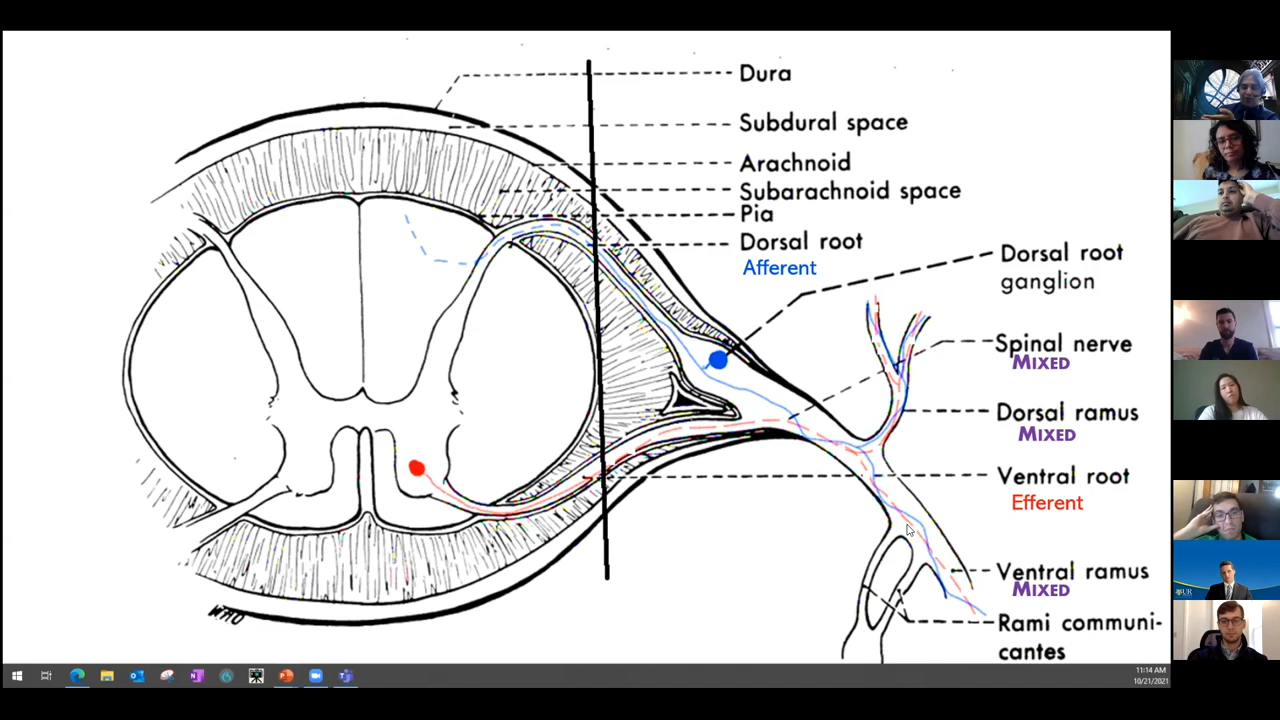 Dura
Subdural space
Arachnoid
Subarachnoid space
Pia
Dorsal root
Afferent
Dorsal root
ganglion
Spinal nerve
MIXED
Dorsal ramus
MIXED
Ventral root
Efferent
Ventral ramus
MIXED
Rami communi-
cantes
11:14 AM
10/21/2021
UR